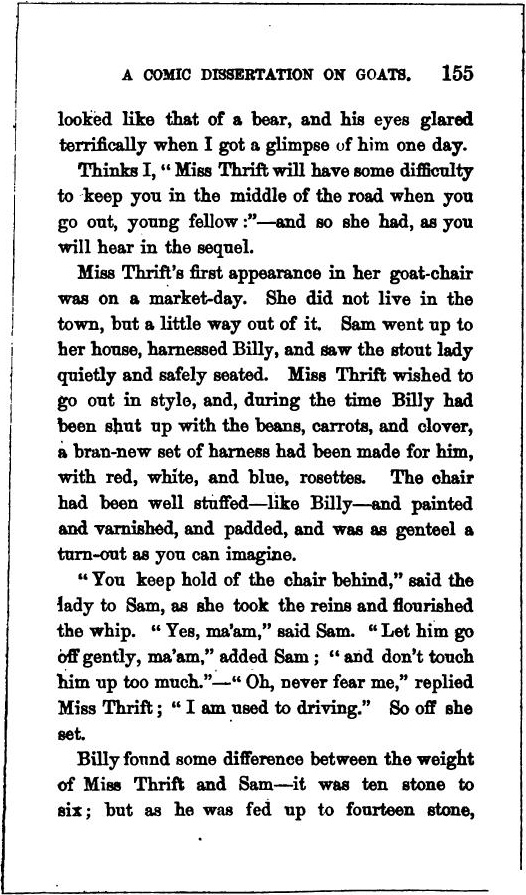 A COMIC DISSERTATION ON GOATS. 155
looked like that of a bear, and his eyes glared
terrifically when I got a glimpse of him one day.
Thinks I, “ Miss Thrift will have some difficulty
to keep you in the middle of the road when you
go out, young fellow :”—and so she had, as you
will hear in the sequel.
Miss Thrift’s first appearance in her goat-chair
was on a market-day. She did not live in the
town, but a little way out of it. Sam went up to
her house, harnessed Billy, and saw the stout lady
quietly and safely seated. Miss Thrift wished to
go out in style, and, during the time Billy had
been shut up with the beans, carrots, and clover,
a bran-new set of harness had been made for him,
with red, white, and blue, rosettes. The chair
had been well stuffed—like Billy—and painted
and varnished, and padded, and was as genteel a
turn-out as you can imagine.
“ You keep hold of the chair behind,” said the
lady to Sam, as she took the reins and flourished
the whip. “ Yes, ma’am,” said Sam. “ Let him go
off gently, ma’am,” added Sam ; “ and don’t touch
him up too much.”—“ Oh, never fear me,” replied
Miss Thrift ; “ I am used to driving.” So off she
set.
Billy found some difference between the weight
of Miss Thrift and Sam—it was ten stone to
six ; but as he was fed up to fourteen stone,